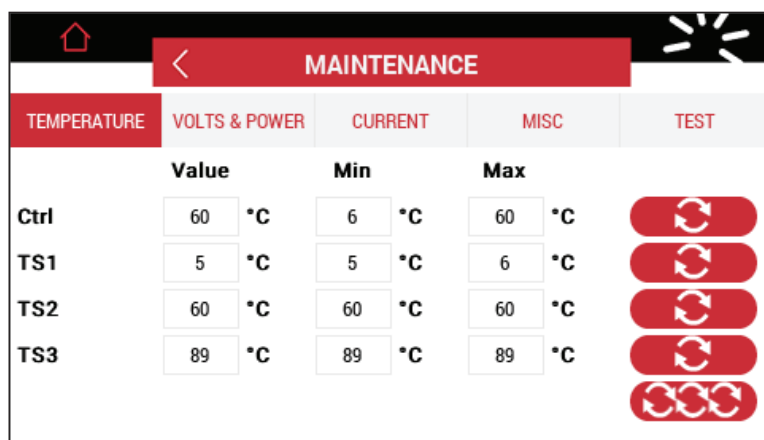 MAINTENANCE
TEMPERATURE VOLTS & POWER CURRENT MISC TEST
Value Min Max
Ctrl 60 °C 6 °C 60 °C
TS1 5 °C 5 °C 6 °C
TS2 60 °C 60 °C 60 °C
TS3 89 °C 89 °C 89 °C